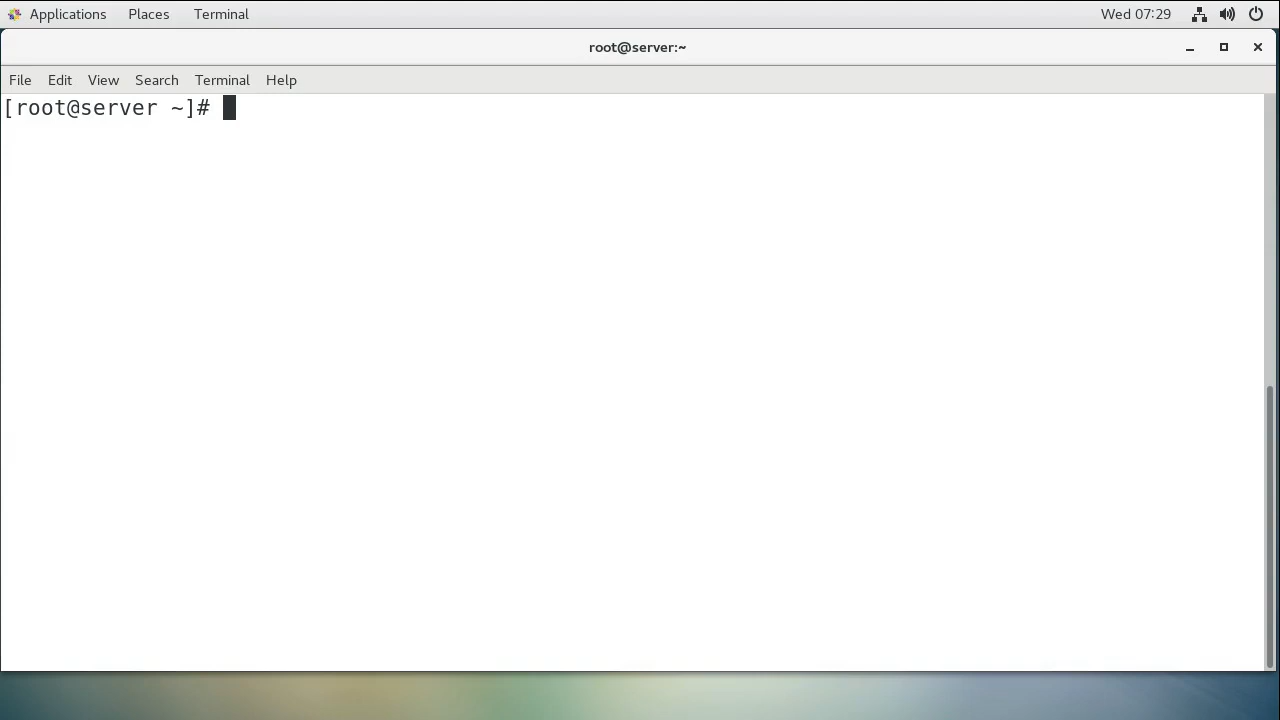 Applications Places Terminal Wed 07:29
root@server:~
File Edit View Search Terminal Help
[root@server ~]#